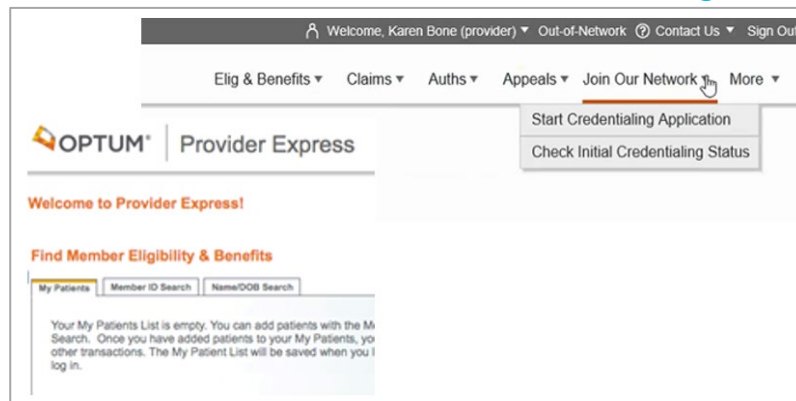 Welcome, Karen Bone (provider) ▼ Out-of-Network ? Contact Us ▼ Sign Out
Elig & Benefits ▼ Claims ▼ Auths ▼ Appeals ▼ Join Our Network More ▼
Start Credentialing Application
Check Initial Credentialing Status
OPTUM® Provider Express
Welcome to Provider Express!
Find Member Eligibility & Benefits
My Patients Member ID Search Name/DOB Search
Your My Patients List is empty. You can add patients with the
Search. Once you have added patients to your My Patients,
other transactions. The My Patient List will be saved when you
log in.